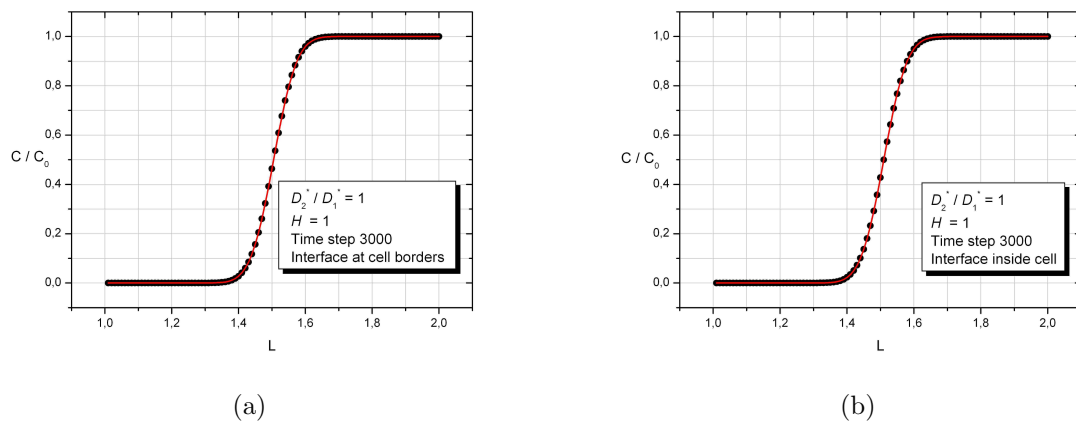 1,0
0,8
0,6
C / C₀
0,4
0,2
0,0
D₂* / D₁* = 1
H = 1
Time step 3000
Interface at cell borders
1,0 1,2 1,4 1,6 1,8 2,0
L
(a)
1,0
0,8
0,6
C / C₀
0,4
0,2
0,0
D₂* / D₁* = 1
H = 1
Time step 3000
Interface inside cell
1,0 1,2 1,4 1,6 1,8 2,0
L
(b)